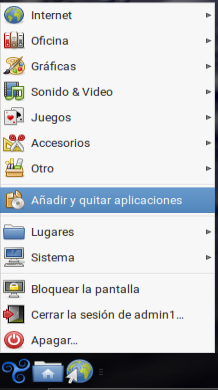 Internet
Oficina
Gráficas
Sonido & Video
Juegos
Accesorios
Otro
Añadir y quitar aplicaciones
Lugares
Sistema
Bloquear la pantalla
Cerrar la sesión de admin1...
Apagar...